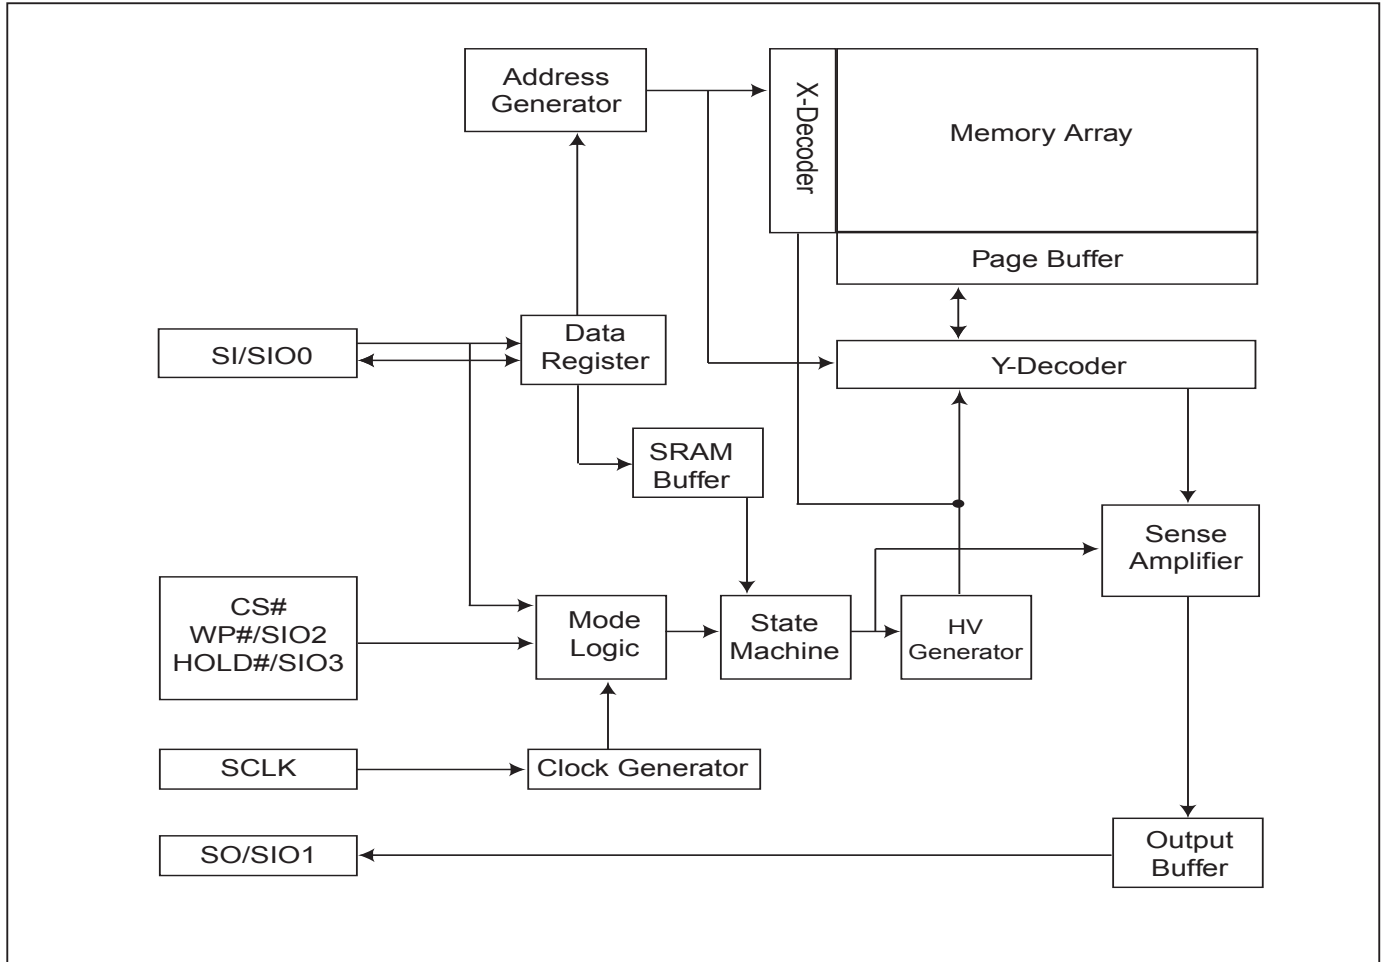 Address
Generator
X-Decoder
Memory Array
Page Buffer
SI/SIO0
Data
Register
Y-Decoder
SRAM
Buffer
Sense
Amplifier
CS#
WP#/SIO2
HOLD#/SIO3
Mode
Logic
State
Machine
HV
Generator
SCLK
Clock Generator
SO/SIO1
Output
Buffer